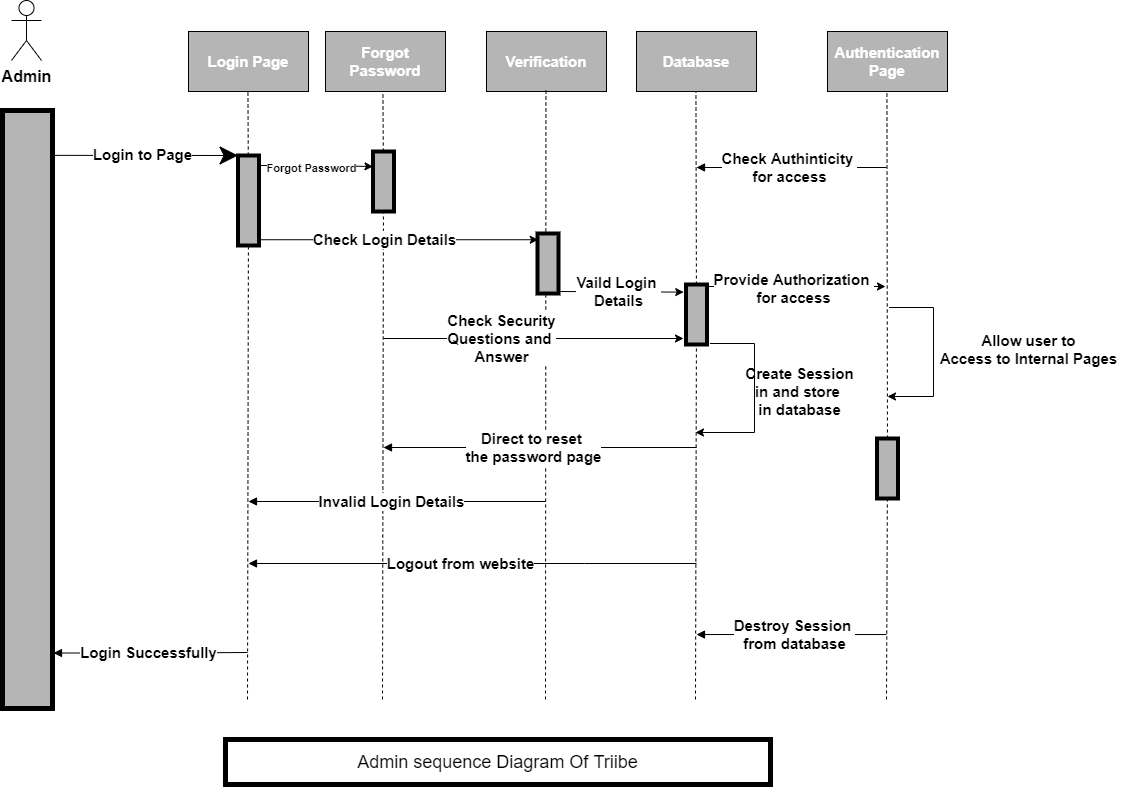 Admin
Login Page
Forgot
Password
Verification
Database
Authentication
Page
Login to Page
Forgot Password
Check Authinticity
for access
Check Login Details
Vaild Login
Details
Provide Authorization
for access
Check Security
Questions and
Answer
Allow user to
Access to Internal Pages
Create Session
in and store
in database
Direct to reset
the password page
Invalid Login Details
Logout from website
Destroy Session
from database
Login Successfully
Admin sequence Diagram Of Triibe